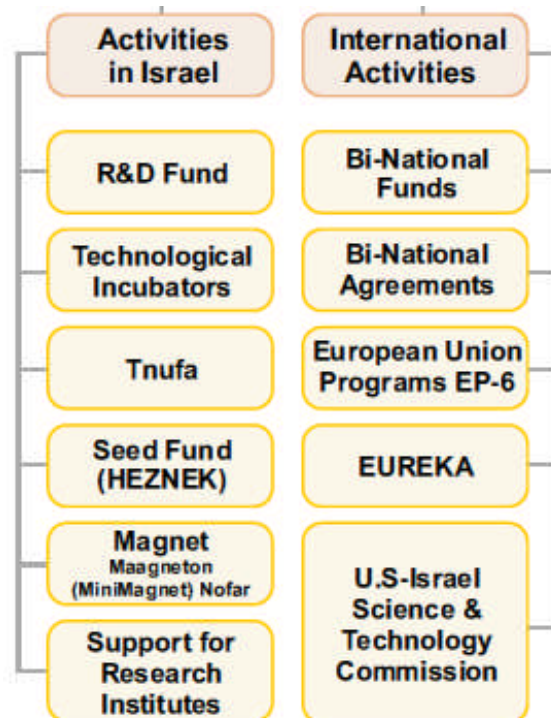 Activities
in Israel
R&D Fund
Technological
Incubators
Tnufa
Seed Fund
(HEZNEK)
Magnet
Maagneton
(MiniMagnet) Nofar
Support for
Research
Institutes
International
Activities
Bi-National
Funds
Bi-National
Agreements
European Union
Programs EP-6
EUREKA
U.S-Israel
Science &
Technology
Commission